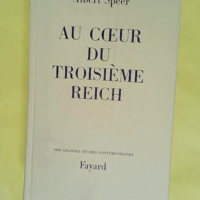 Albert Speer
AU CŒUR
DU
TROISIÈME
REICH
LES GRANDES ÉTUDES CONTEMPORAINES
Fayard